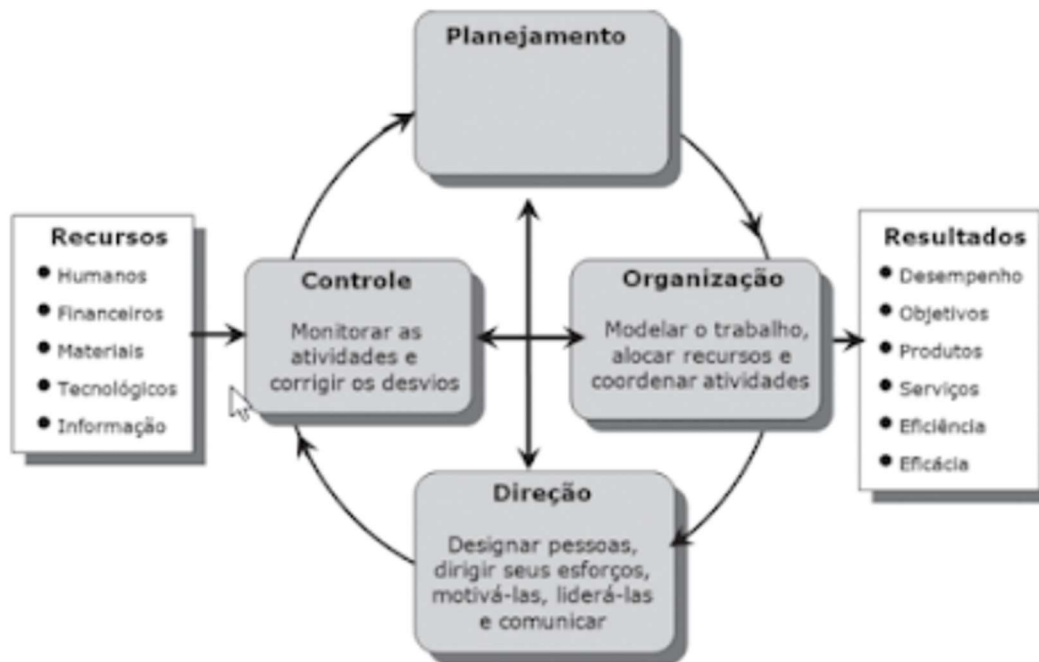 Planejamento
Recursos
• Humanos
• Financeiros
• Materiais
• Tecnológicos
• Informação
Controle
Monitorar as
atividades e
corrigir os desvios
Organização
Modelar o trabalho,
alocar recursos e
coordenar atividades
Resultados
• Desempenho
• Objetivos
• Produtos
• Serviços
• Eficiência
• Eficácia
Direção
Designar pessoas,
dirigir seus esforços,
motivá-las, liderá-las
e comunicar